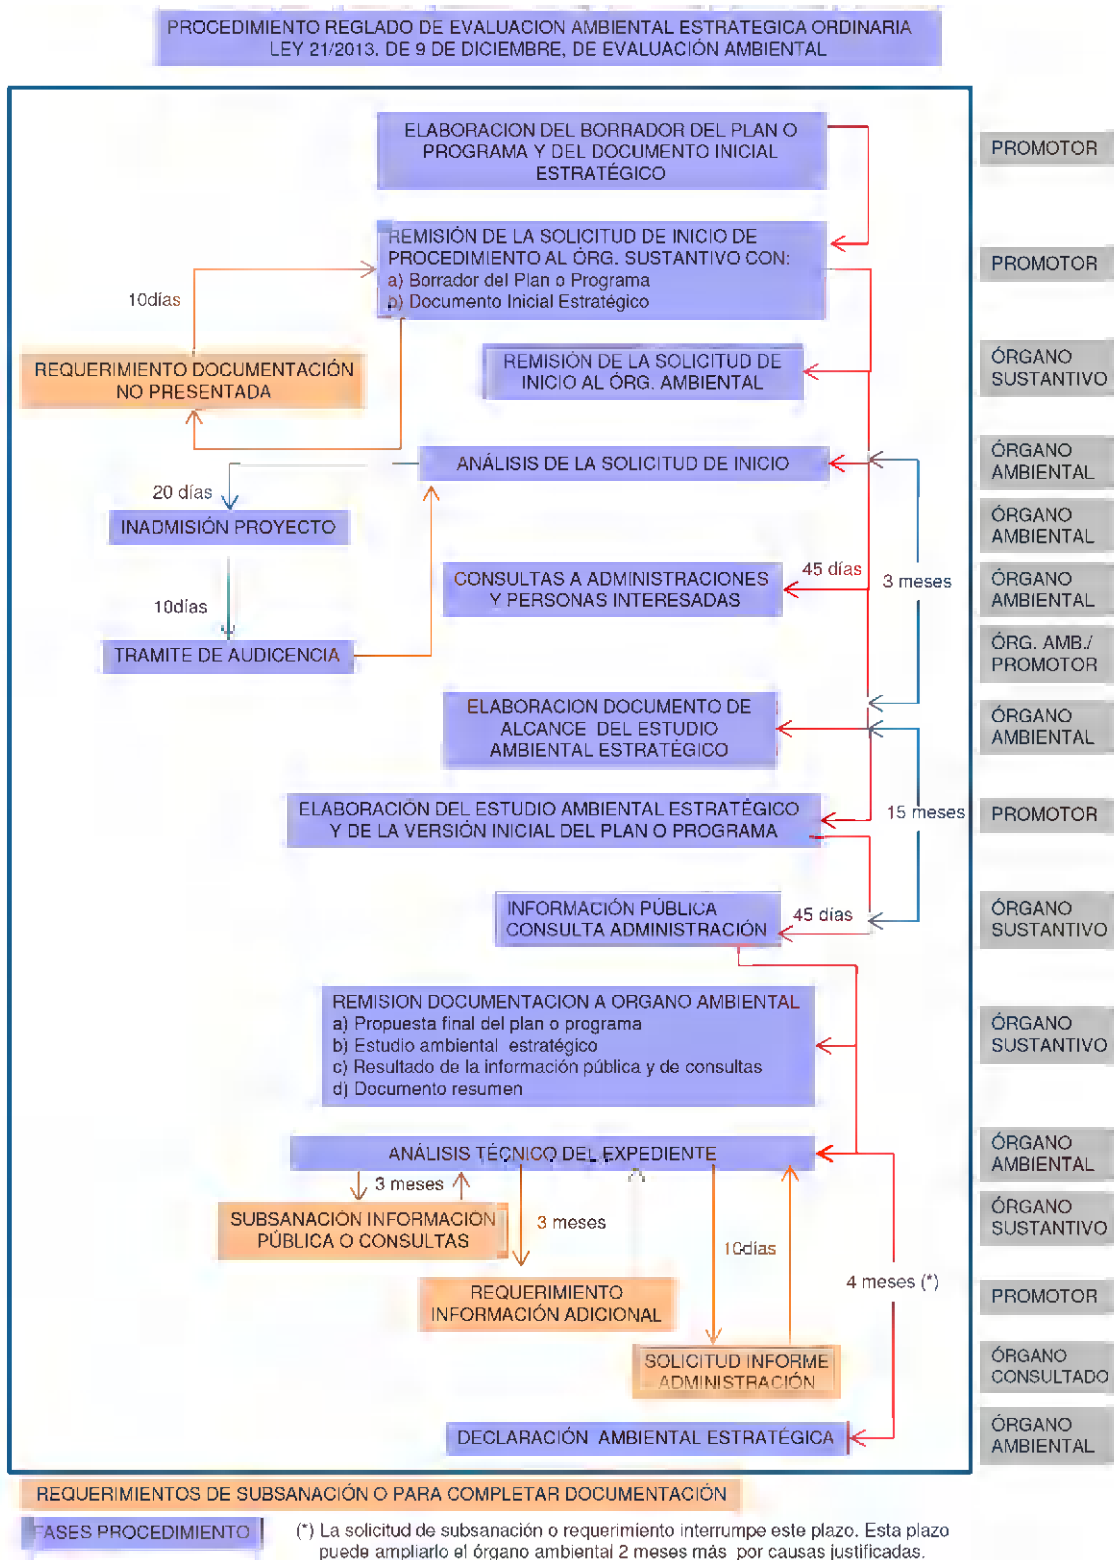 PROCEDIMIENTO REGLADO DE EVALUACION AMBIENTAL ESTRATEGICA ORDINARIA
LEY 21/2013. DE 9 DE DICIEMBRE, DE EVALUACIÓN AMBIENTAL
ELABORACION DEL BORRADOR DEL PLAN O
PROGRAMA Y DEL DOCUMENTO INICIAL
ESTRATÉGICO
PROMOTOR
REMISIÓN DE LA SOLICITUD DE INICIO DE
PROCEDIMIENTO AL ÓRG. SUSTANTIVO CON:
a) Borrador del Plan o Programa
b) Documento Inicial Estratégico
PROMOTOR
10días
REQUERIMIENTO DOCUMENTACIÓN
NO PRESENTADA
REMISIÓN DE LA SOLICITUD DE
INICIO AL ÓRG. AMBIENTAL
ÓRGANO
SUSTANTIVO
ANÁLISIS DE LA SOLICITUD DE INICIO
ÓRGANO
AMBIENTAL
20 días
INADMISIÓN PROYECTO
ÓRGANO
AMBIENTAL
CONSULTAS A ADMINISTRACIONES
Y PERSONAS INTERESADAS
45 días
3 meses
ÓRGANO
AMBIENTAL
10días
TRAMITE DE AUDICENCIA
ÓRG. AMB./
PROMOTOR
ELABORACION DOCUMENTO DE
ALCANCE DEL ESTUDIO
AMBIENTAL ESTRATÉGICO
ÓRGANO
AMBIENTAL
ELABORACIÓN DEL ESTUDIO AMBIENTAL ESTRATÉGICO
Y DE LA VERSIÓN INICIAL DEL PLAN O PROGRAMA
15 meses
PROMOTOR
INFORMACIÓN PÚBLICA
CONSULTA ADMINISTRACIÓN
45 días
ÓRGANO
SUSTANTIVO
REMISION DOCUMENTACION A ORGANO AMBIENTAL
a) Propuesta final del plan o programa
b) Estudio ambiental estratégico
c) Resultado de la información pública y de consultas
d) Documento resumen
ÓRGANO
SUSTANTIVO
ANÁLISIS TÉCNICO DEL EXPEDIENTE
ÓRGANO
AMBIENTAL
3 meses
SUBSANACIÓN INFORMACIÓN
PÚBLICA O CONSULTAS
ÓRGANO
SUSTANTIVO
3 meses
10días
4 meses (*)
REQUERIMIENTO
INFORMACIÓN ADICIONAL
PROMOTOR
SOLICITUD INFORME
ADMINISTRACIÓN
ÓRGANO
CONSULTADO
DECLARACIÓN AMBIENTAL ESTRATÉGICA
ÓRGANO
AMBIENTAL
REQUERIMIENTOS DE SUBSANACIÓN O PARA COMPLETAR DOCUMENTACIÓN
FASES PROCEDIMIENTO
(*) La solicitud de subsanación o requerimiento interrumpe este plazo. Esta plazo
puede ampliarlo el órgano ambiental 2 meses más por causas justificadas.